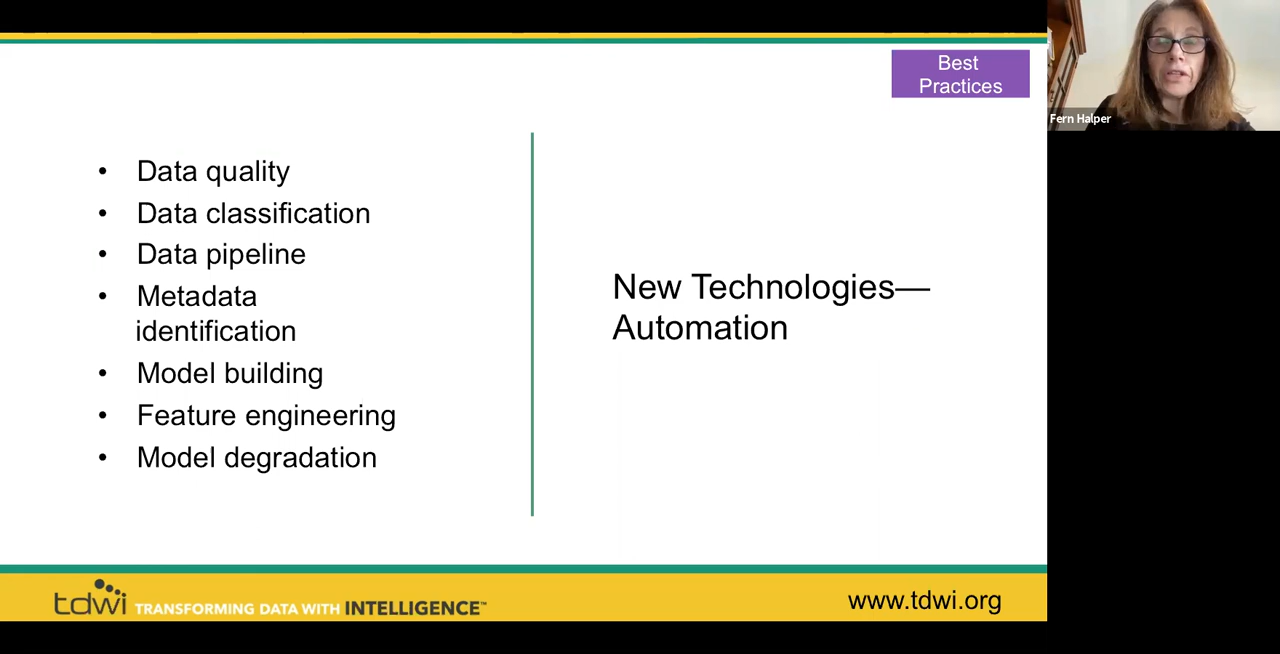 Best
Practices
Fern Halper
• Data quality
• Data classification
• Data pipeline
• Metadata
identification
• Model building
• Feature engineering
• Model degradation
New Technologies—
Automation
tdwi TRANSFORMING DATA WITH INTELLIGENCE™
www.tdwi.org